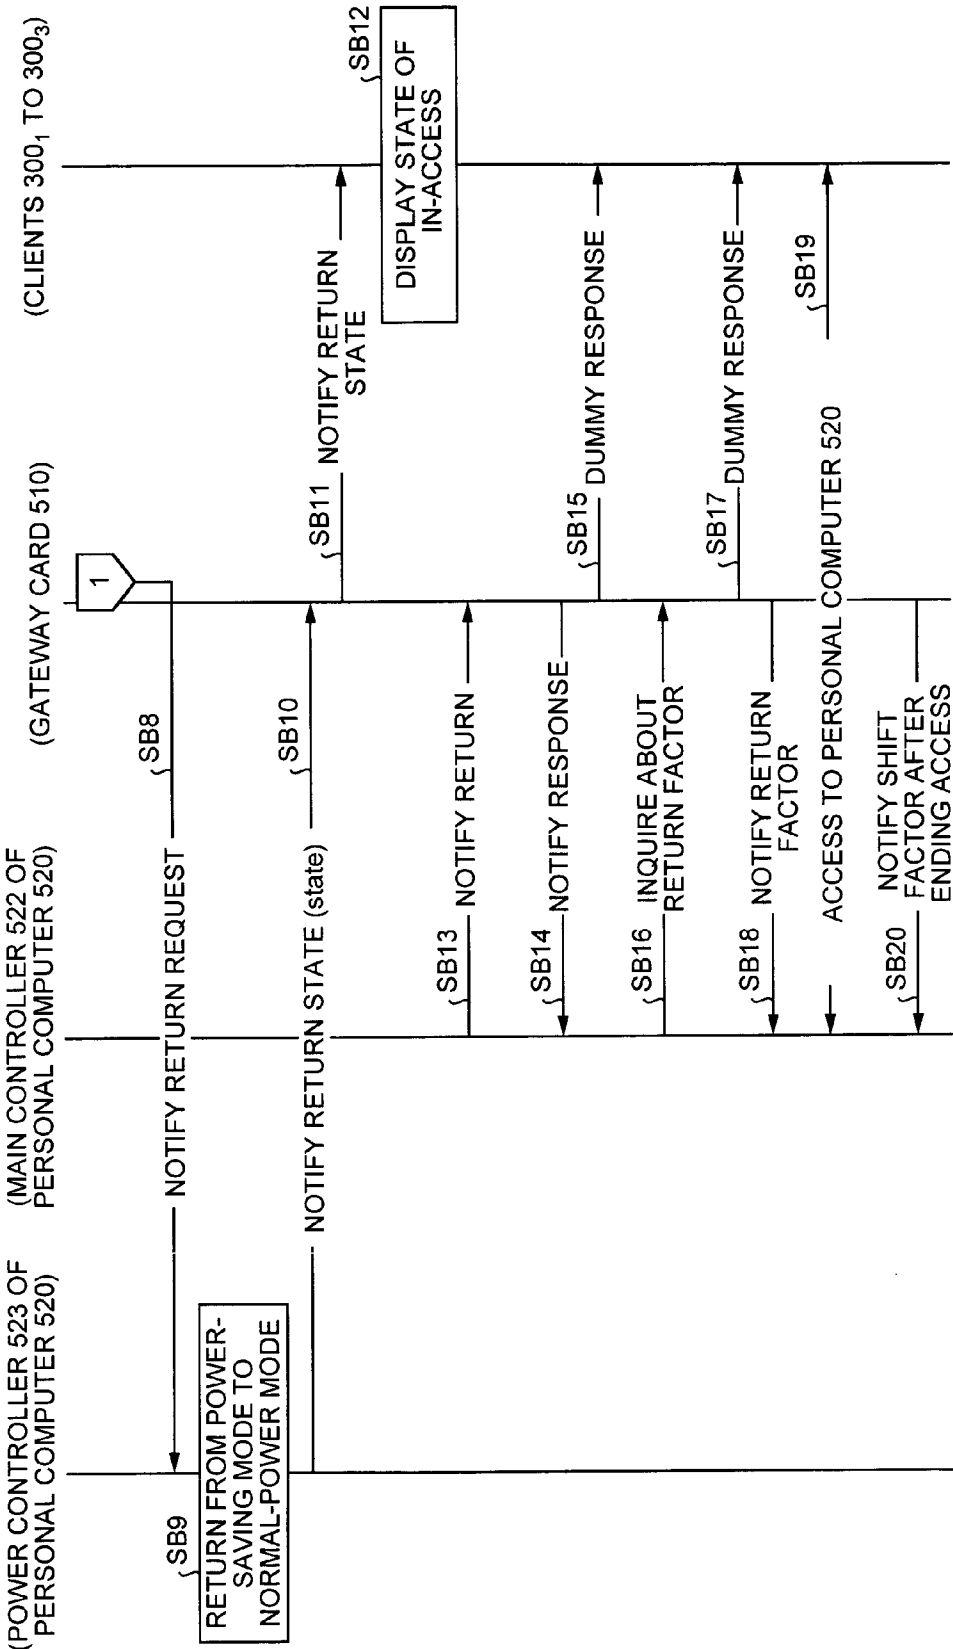 (POWER CONTROLLER 523 OF
PERSONAL COMPUTER 520)
(MAIN CONTROLLER 522 OF
PERSONAL COMPUTER 520)
(GATEWAY CARD 510)
(CLIENTS 300₁ TO 300₃)
1
SB8
NOTIFY RETURN REQUEST
SB9
RETURN FROM POWER-
SAVING MODE TO
NORMAL-POWER MODE
NOTIFY RETURN STATE (state)
SB10
SB11
NOTIFY RETURN
STATE
SB12
DISPLAY STATE OF
IN-ACCESS
SB13
NOTIFY RETURN
SB14
NOTIFY RESPONSE
SB15
DUMMY RESPONSE
SB16
INQUIRE ABOUT
RETURN FACTOR
SB17
DUMMY RESPONSE
SB18
NOTIFY RETURN
FACTOR
ACCESS TO PERSONAL COMPUTER 520
SB19
SB20
NOTIFY SHIFT
FACTOR AFTER
ENDING ACCESS